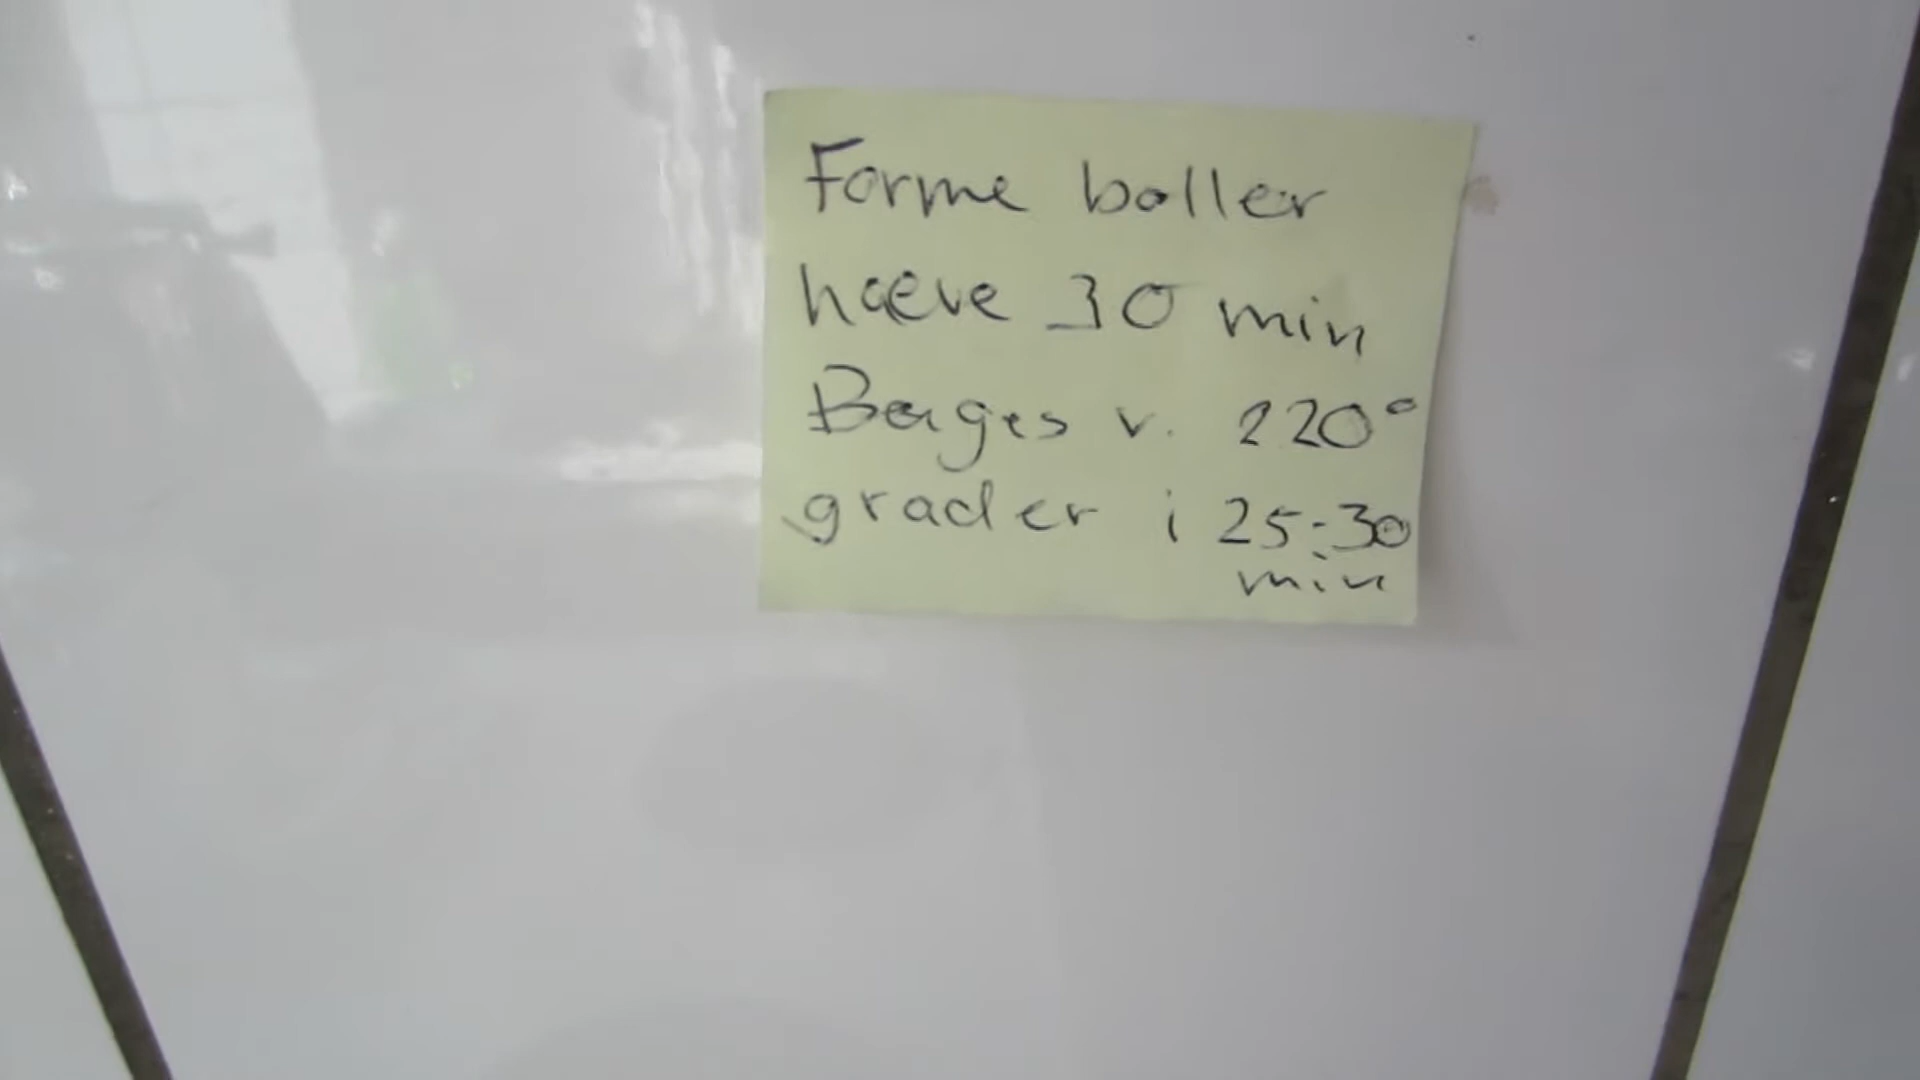 Forme boller
hæve 30 min
Bages v. 220°
grader i 25-30
min